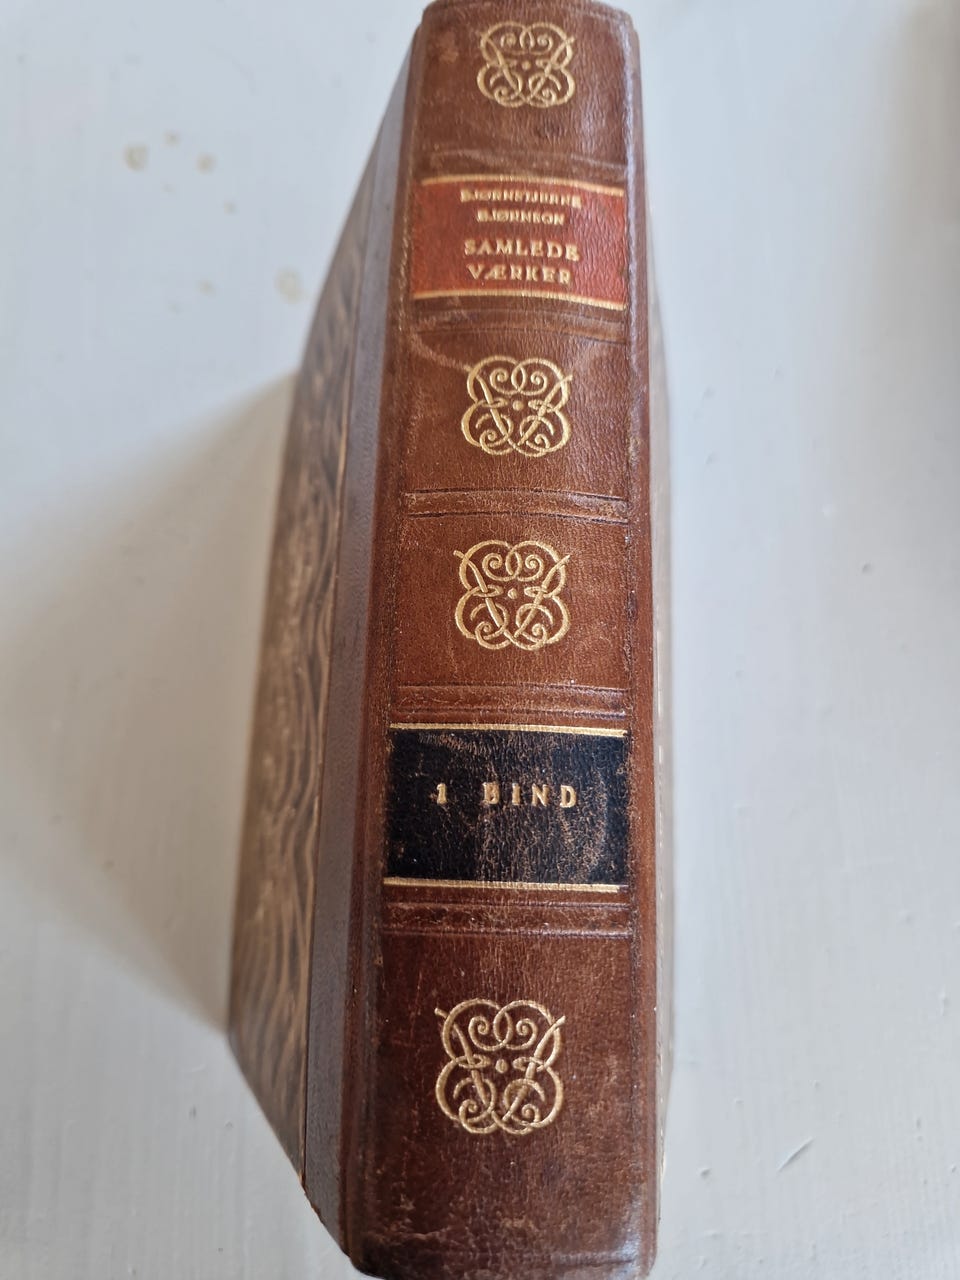 BJØRNSTJERNE
BJØRNSON
SAMLEDE
VÆRKER
1 BIND